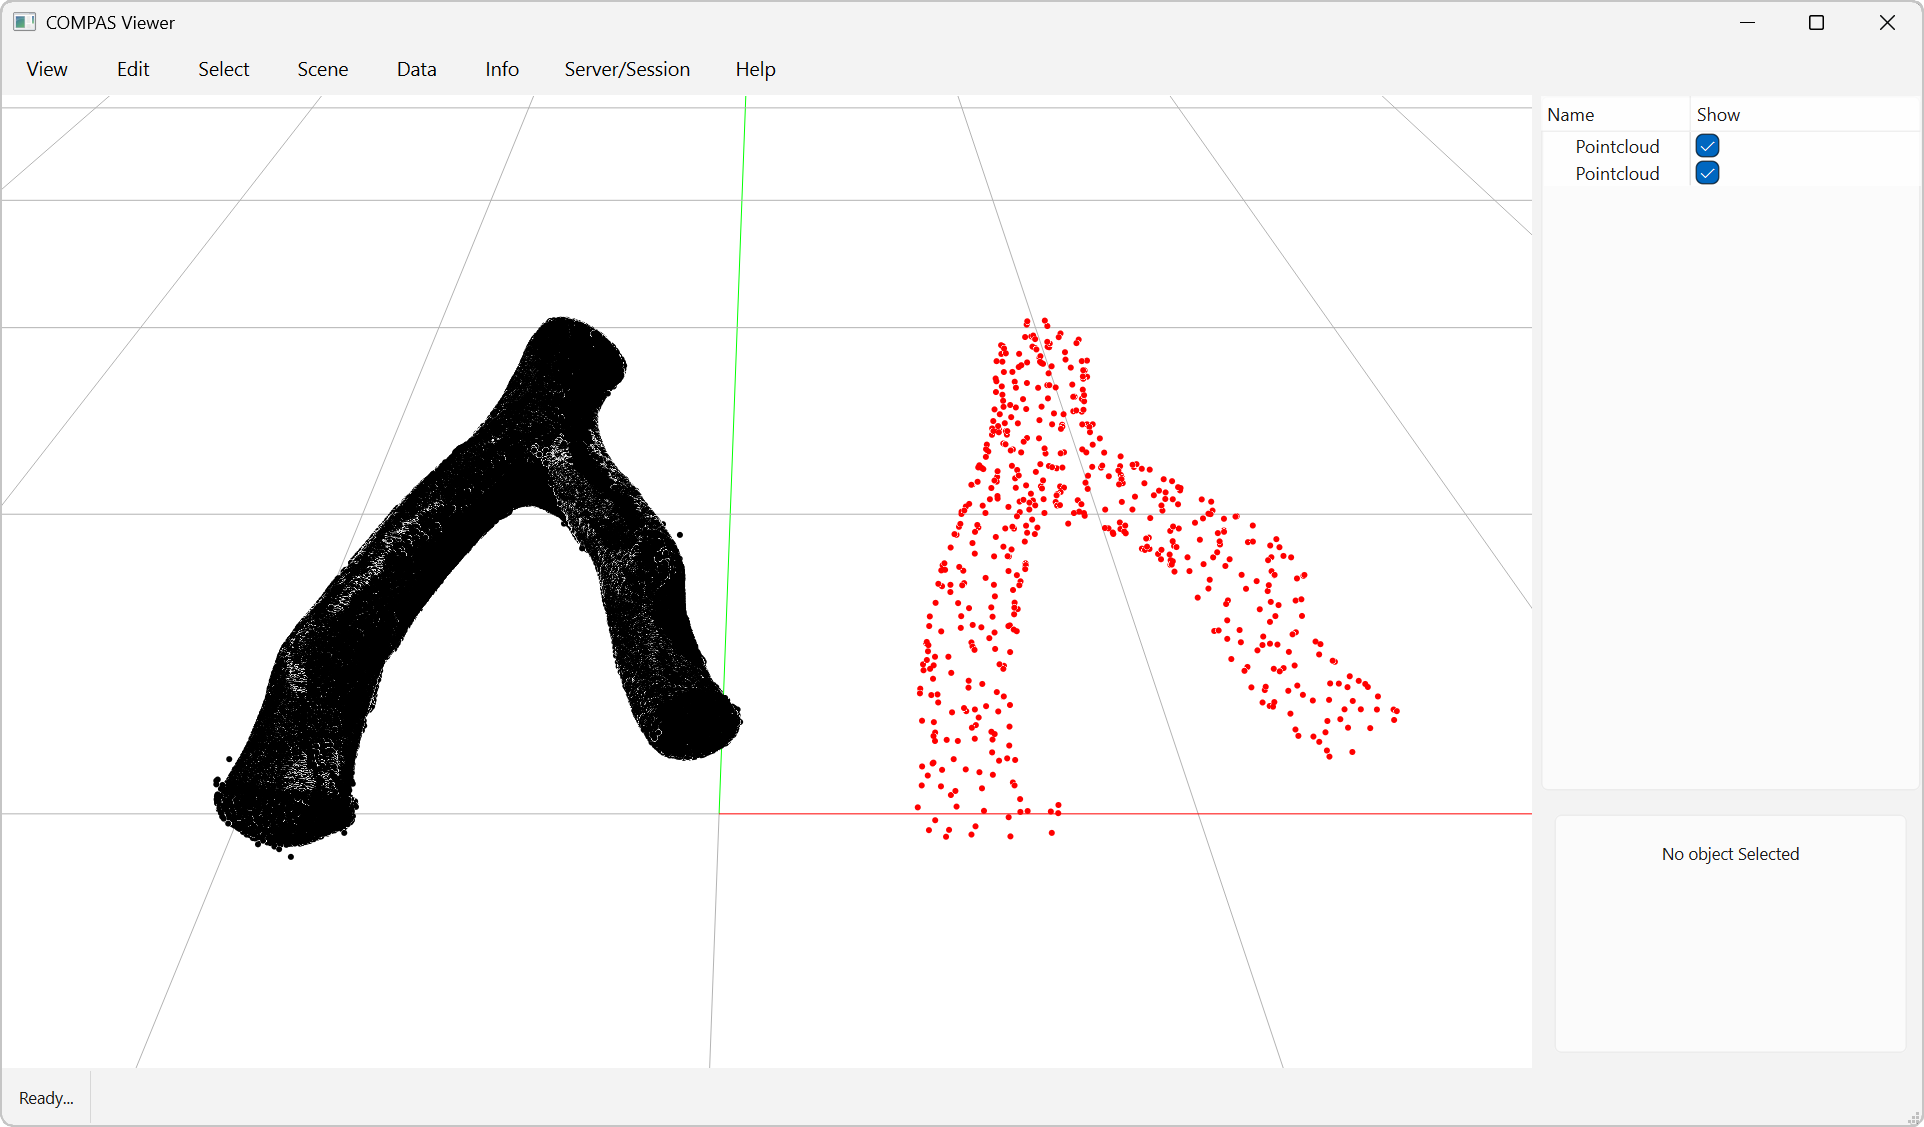 COMPAS Viewer
View Edit Select Scene Data Info Server/Session Help
Name Show
Pointcloud
Pointcloud
No object Selected
Ready...